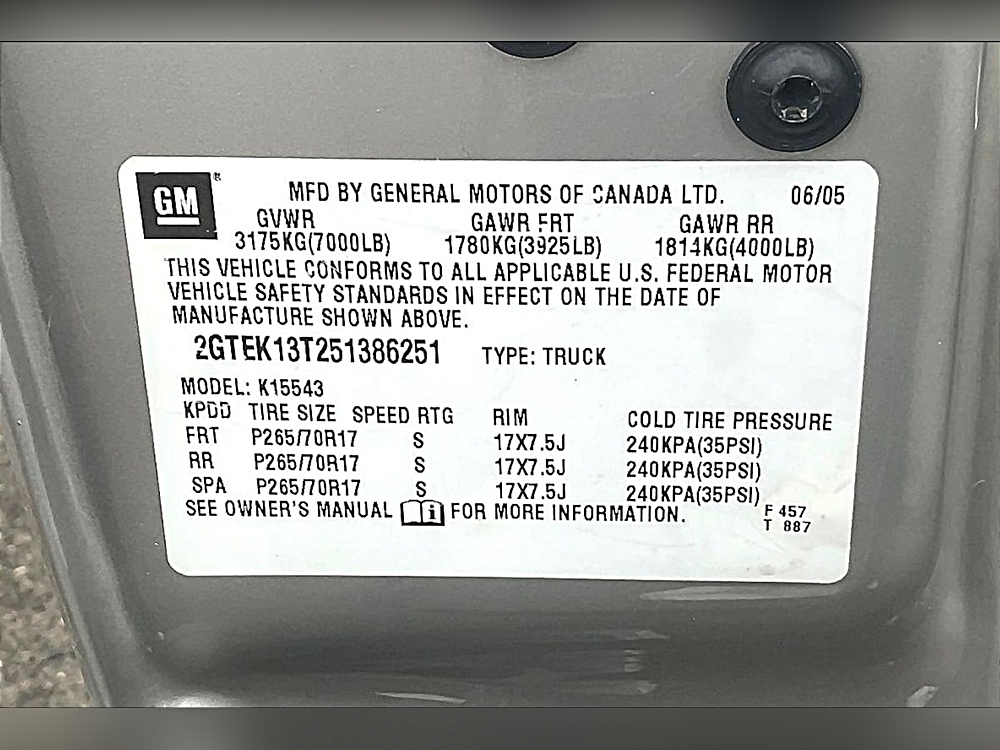 GM® MFD BY GENERAL MOTORS OF CANADA LTD. 06/05
GVWR GAWR FRT GAWR RR
3175KG(7000LB) 1780KG(3925LB) 1814KG(4000LB)
THIS VEHICLE CONFORMS TO ALL APPLICABLE U.S. FEDERAL MOTOR
VEHICLE SAFETY STANDARDS IN EFFECT ON THE DATE OF
MANUFACTURE SHOWN ABOVE.
2GTEK13T251386251 TYPE: TRUCK
MODEL: K15543
KPDD TIRE SIZE SPEED RTG RIM COLD TIRE PRESSURE
FRT P265/70R17 S 17X7.5J 240KPA(35PSI)
RR P265/70R17 S 17X7.5J 240KPA(35PSI)
SPA P265/70R17 S 17X7.5J 240KPA(35PSI)
SEE OWNER'S MANUAL i FOR MORE INFORMATION.
F 457
T 887